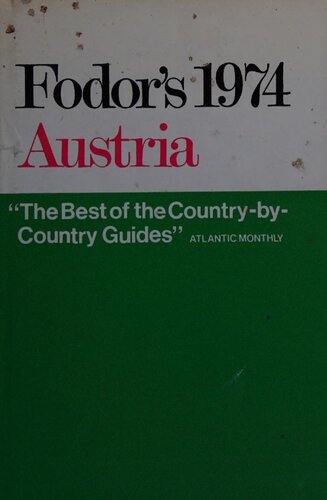 Fodor's 1974
Austria
"The Best of the Country-by-
Country Guides" ATLANTIC MONTHLY